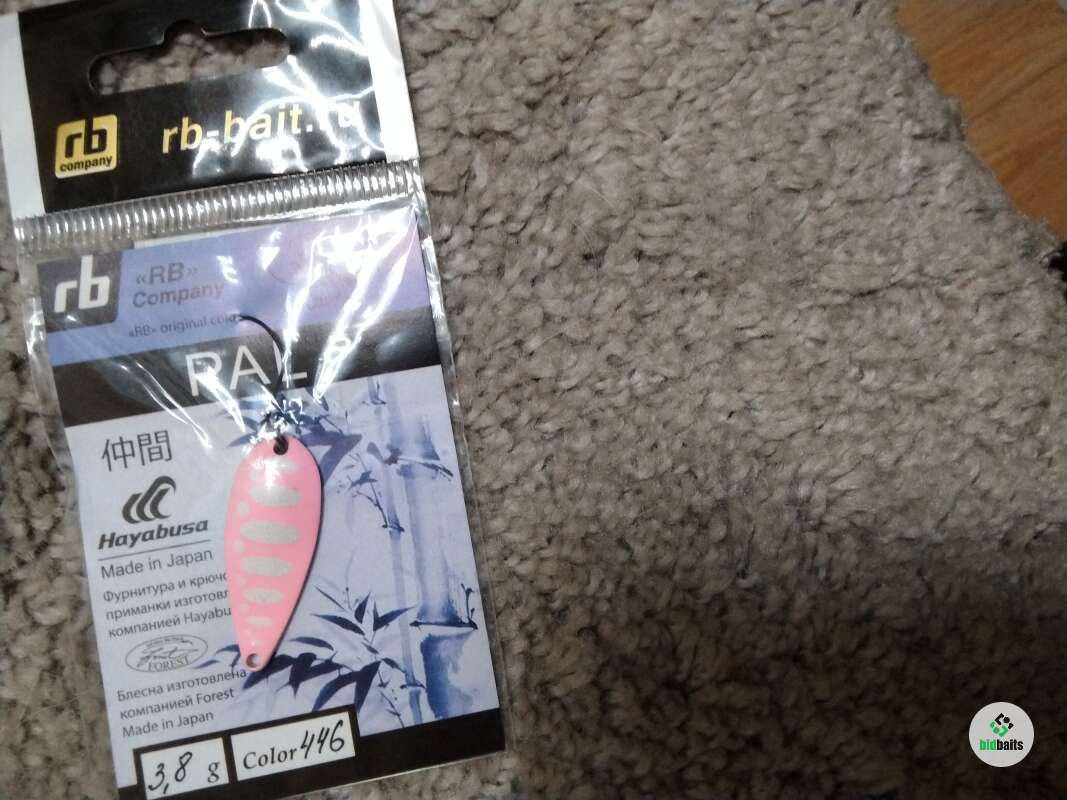 rb
company
rb-bait.ru
rb
«RB»
Company
«RB» original color
PAL
仲間
Hayabusa
Made in Japan
Фурнитура и крючо
приманки изготовл
компанией Hayabu
FOREST
Блесна изготовлена
компанией Forest
Made in Japan
3,8 g
Color 446
bidbaits